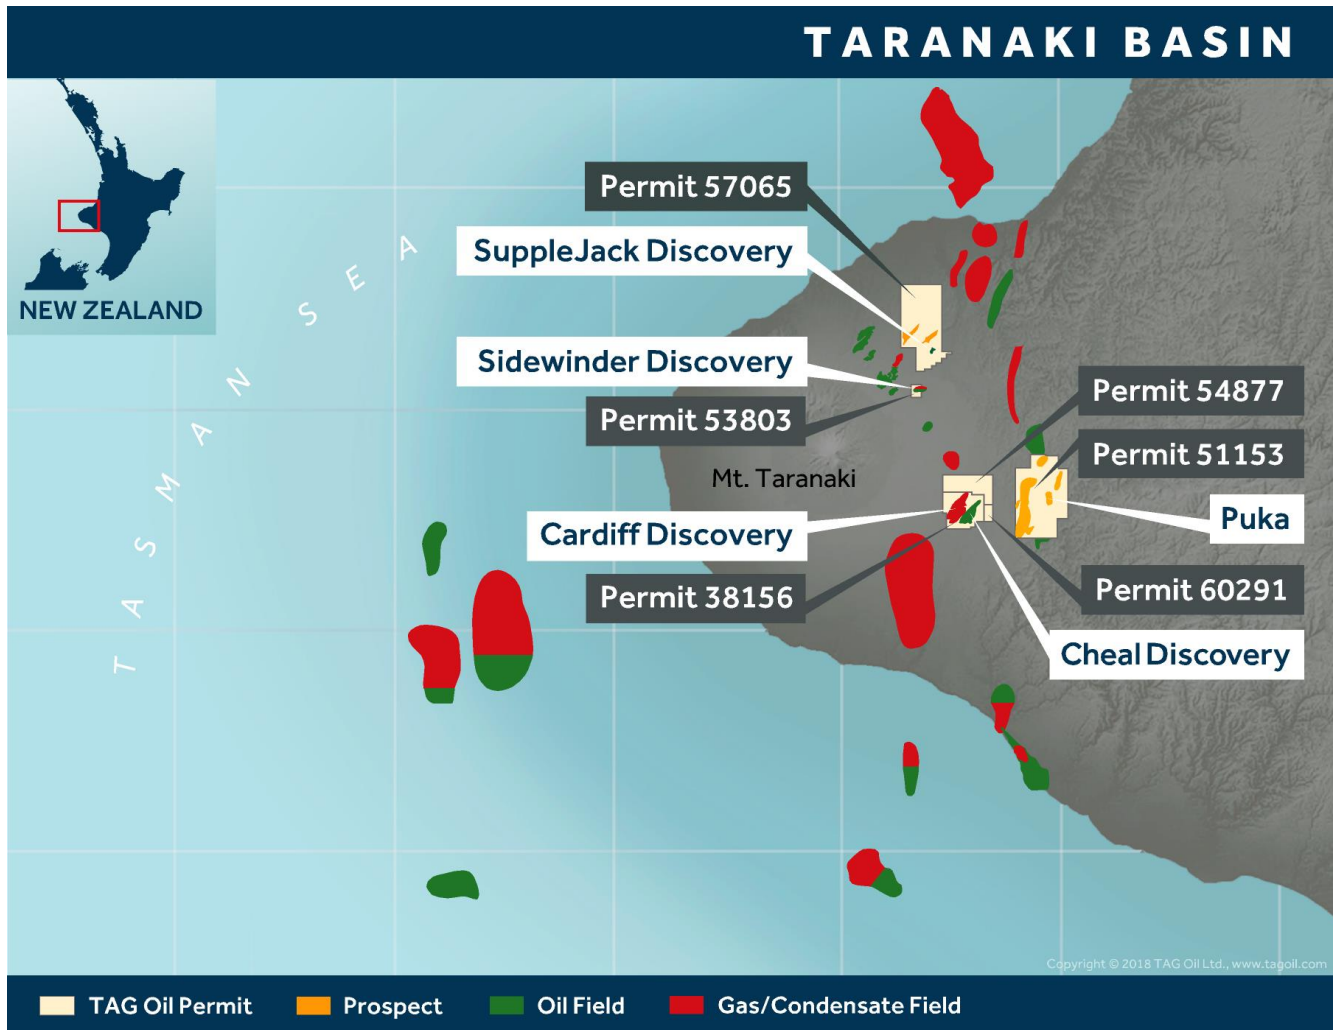 TARANAKI BASIN
NEW ZEALAND
TASMAN SEA
Permit 57065
SuppleJack Discovery
Sidewinder Discovery
Permit 53803
Permit 54877
Permit 51153
Mt. Taranaki
Puka
Cardiff Discovery
Permit 38156
Permit 60291
Cheal Discovery
Copyright © 2018 TAG Oil Ltd., www.tagoil.com
TAG Oil Permit
Prospect
Oil Field
Gas/Condensate Field